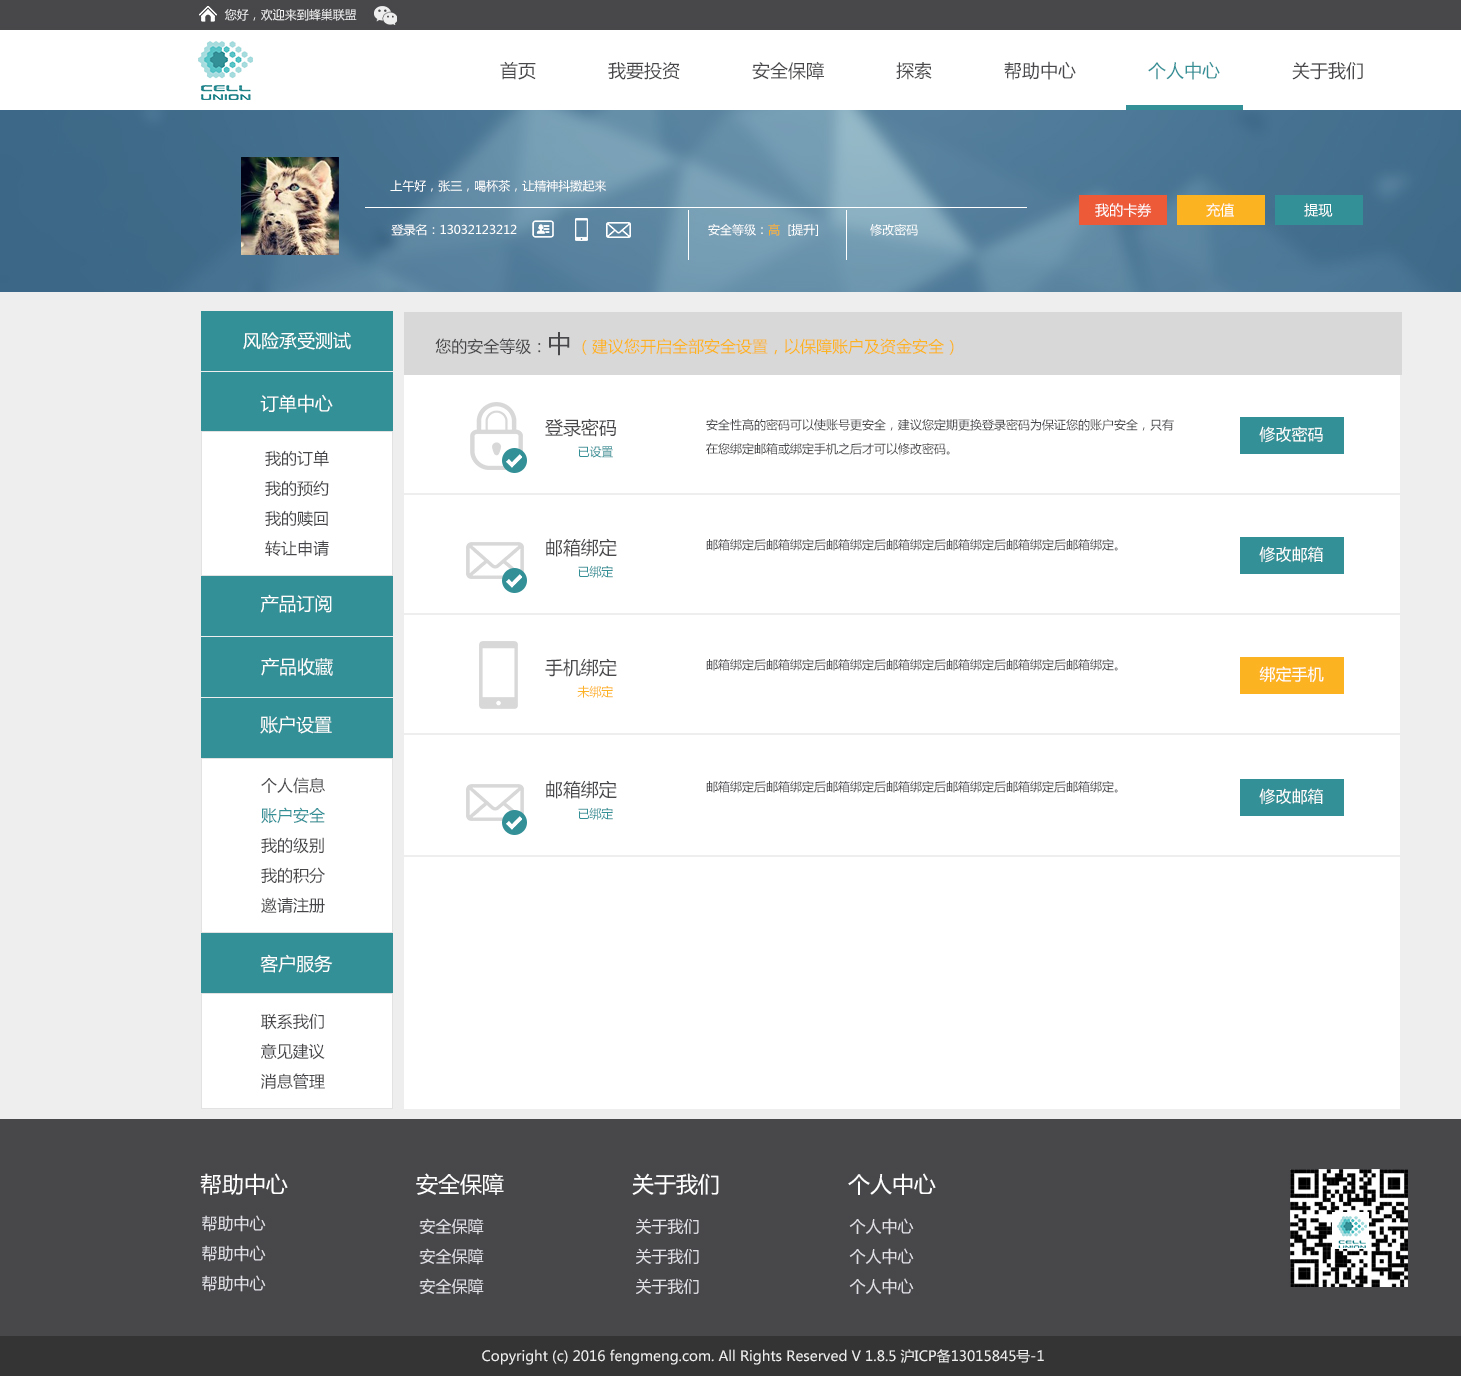 您好，欢迎来到蜂巢联盟
CELL
UNION
首页 我要投资 安全保障 探索 帮助中心 个人中心 关于我们
上午好，张三，喝杯茶，让精神抖擞起来
登录名：13032123212
安全等级：高 [提升]
修改密码
我的卡券 充值 提现
风险承受测试
订单中心
我的订单
我的预约
我的赎回
转让申请
产品订阅
产品收藏
账户设置
个人信息
账户安全
我的级别
我的积分
邀请注册
客户服务
联系我们
意见建议
消息管理
您的安全等级：中（建议您开启全部安全设置，以保障账户及资金安全）
登录密码
已设置
安全性高的密码可以使账号更安全，建议您定期更换登录密码为保证您的账户安全，只有
在您绑定邮箱或绑定手机之后才可以修改密码。
修改密码
邮箱绑定
已绑定
邮箱绑定后邮箱绑定后邮箱绑定后邮箱绑定后邮箱绑定后邮箱绑定后邮箱绑定。
修改邮箱
手机绑定
未绑定
邮箱绑定后邮箱绑定后邮箱绑定后邮箱绑定后邮箱绑定后邮箱绑定后邮箱绑定。
绑定手机
邮箱绑定
已绑定
邮箱绑定后邮箱绑定后邮箱绑定后邮箱绑定后邮箱绑定后邮箱绑定后邮箱绑定。
修改邮箱
帮助中心
帮助中心
帮助中心
帮助中心
安全保障
安全保障
安全保障
安全保障
关于我们
关于我们
关于我们
关于我们
个人中心
个人中心
个人中心
个人中心
CELL
UNION
Copyright (c) 2016 fengmeng.com. All Rights Reserved V 1.8.5 沪ICP备13015845号-1